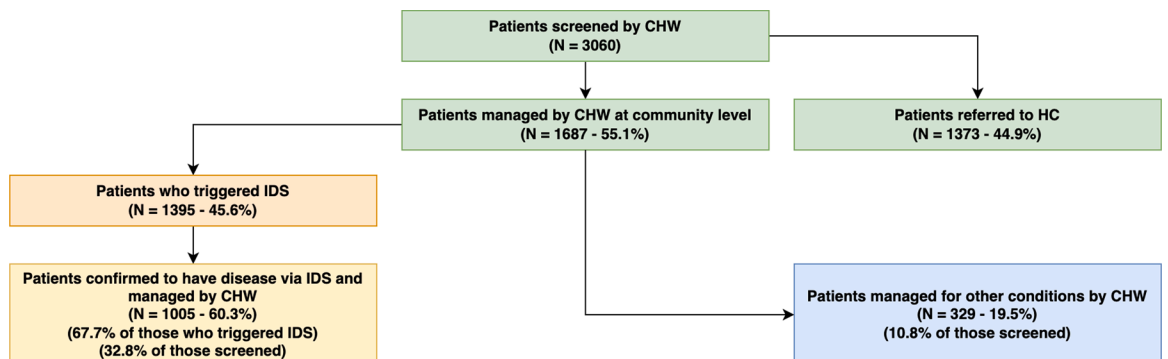 Patients screened by CHW
(N = 3060)
Patients managed by CHW at community level
(N = 1687 - 55.1%)
Patients referred to HC
(N = 1373 - 44.9%)
Patients who triggered IDS
(N = 1395 - 45.6%)
Patients confirmed to have disease via IDS and
managed by CHW
(N = 1005 - 60.3%)
(67.7% of those who triggered IDS)
(32.8% of those screened)
Patients managed for other conditions by CHW
(N = 329 - 19.5%)
(10.8% of those screened)